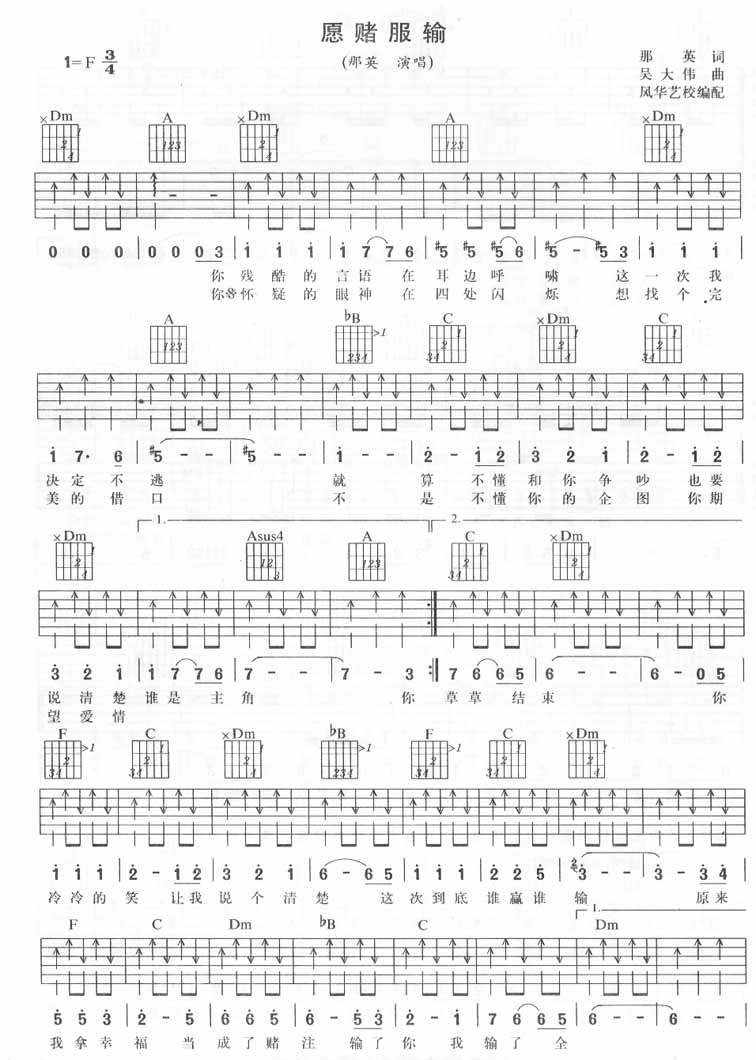 愿赌服输
1=F 3/4
(那英 演唱)
那英词
吴大伟曲
风华艺校编配
Dm A Dm A Dm
0 0 0 | 0 0 0 3 | i i i | i 7 7 6 | #5 #5 #5 6 | #5 - #5 3 | i i i
你残酷的言语在耳边呼啸 这一次我
你怀疑的眼神在四处闪烁 想找个完
A bB C Dm C
i 7· 6 | #5 - - | #5 - - | i - - | 2 - i 2 | 3 2 i | 2 - i 2
决定不逃 就算不懂和你争吵也要
美的借口 不是不懂你的企图你期
1. 2.
Dm Asus4 A C Dm
3 2 i | i 7 7 6 | 7 - - | 7 - 3 :| 7 6 6 6 5 | 6 - - | 6 - 0 5
说清楚谁是主角 你草草结束 你
望爱情
F C Dm bB F C Dm
i i i | 2 - i 2 | 3 2 i | 6 - 6 5 | i i i | 2 2 5 | 3 - - | 3 - 3 4
冷冷的笑让我说个清楚 这次到底谁赢谁输 原来
1.
F C Dm bB C Dm
5 5 3 | 2 - 5 | 6 5 5 | 6 - 5 3 | 2 - i | 7 6 6 5 | 6 - - | 6 -
我拿幸福当成了赌注输了你我输了全